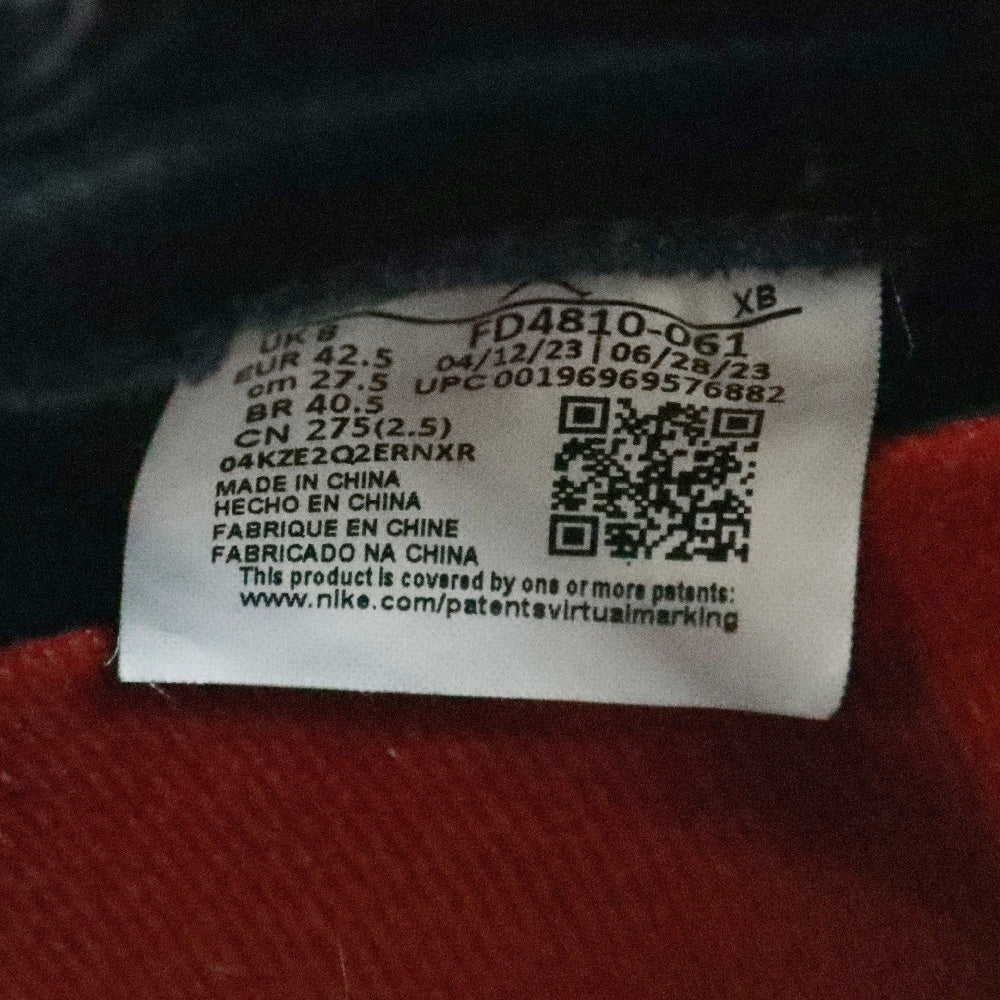 XB
UK 8
EUR 42.5
cm 27.5
BR 40.5
CN 275(2.5)
04KZE2Q2ERNXR
FD4810-061
04/12/23 | 06/28/23
UPC 00196969576882
MADE IN CHINA
HECHO EN CHINA
FABRIQUE EN CHINE
FABRICADO NA CHINA
This product is covered by one or more patents:
www.nike.com/patentsvirtualmarking